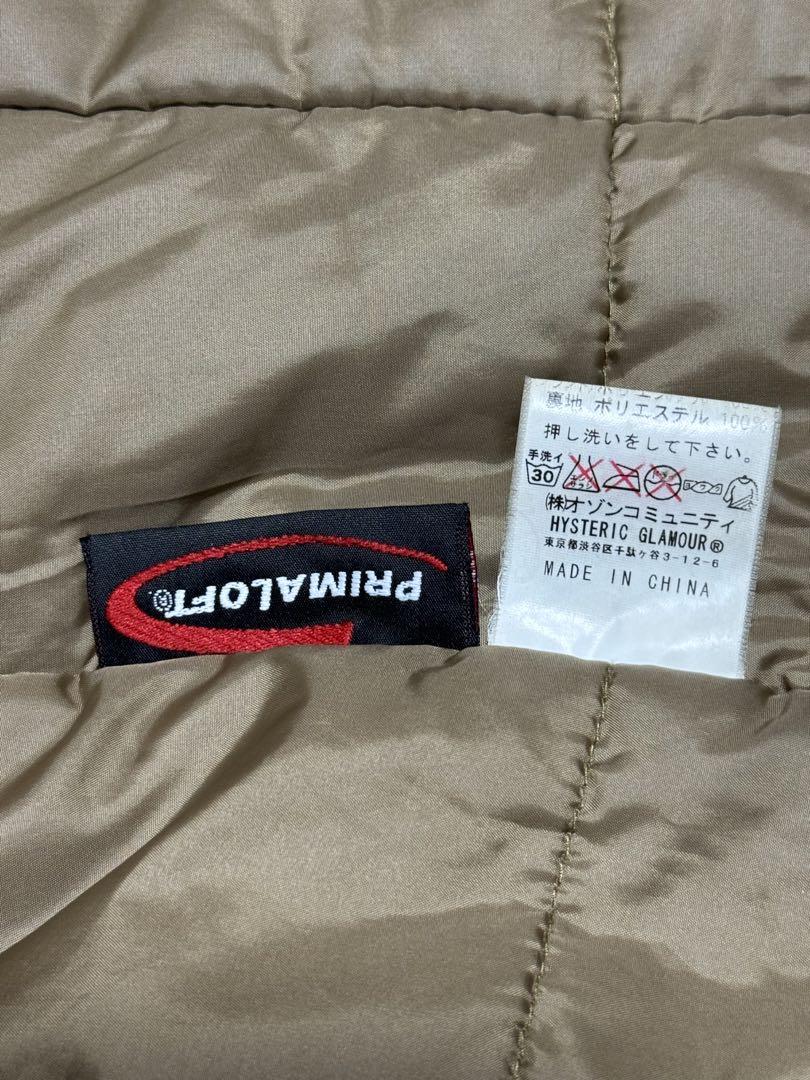 PRIMALOFT®
裏地 ポリエステル 100%
押し洗いをして下さい。
手洗イ
30
(株)オゾンコミュニティ
HYSTERIC GLAMOUR®
東京都渋谷区千駄ヶ谷3-12-6
MADE IN CHINA